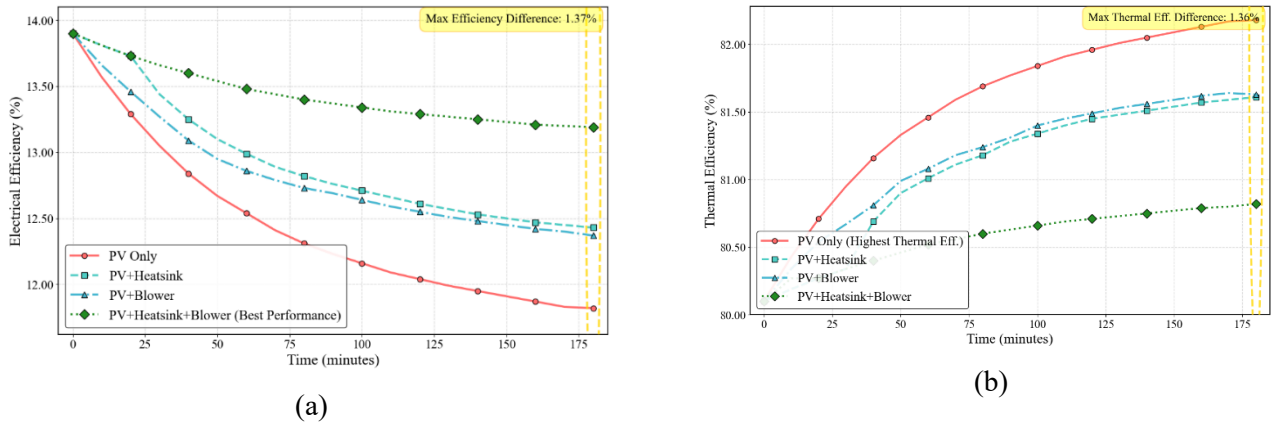 Max Efficiency Difference: 1.37%
14.00
13.50
13.00
12.50
12.00
Electrical Efficiency (%)
PV Only
PV+Heatsink
PV+Blower
PV+Heatsink+Blower (Best Performance)
0
25
50
75
100
125
150
175
Time (minutes)
(a)
Max Thermal Eff. Difference: 1.36%
82.00
81.50
81.00
80.50
80.00
Thermal Efficiency (%)
PV Only (Highest Thermal Eff.)
PV+Heatsink
PV+Blower
PV+Heatsink+Blower
0
25
50
75
100
125
150
175
Time (minutes)
(b)